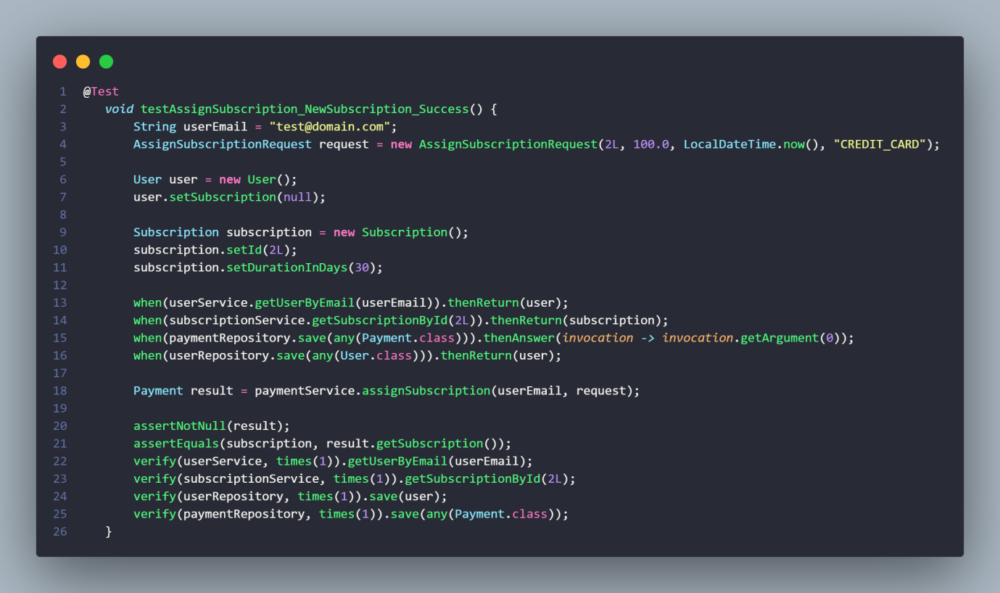 1 @Test
2 void testAssignSubscription_NewSubscription_Success() {
3 String userEmail = "test@domain.com";
4 AssignSubscriptionRequest request = new AssignSubscriptionRequest(2L, 100.0, LocalDateTime.now(), "CREDIT_CARD");
5
6 User user = new User();
7 user.setSubscription(null);
8
9 Subscription subscription = new Subscription();
10 subscription.setId(2L);
11 subscription.setDurationInDays(30);
12
13 when(userService.getUserByEmail(userEmail)).thenReturn(user);
14 when(subscriptionService.getSubscriptionById(2L)).thenReturn(subscription);
15 when(paymentRepository.save(any(Payment.class))).thenAnswer(invocation -> invocation.getArgument(0));
16 when(userRepository.save(any(User.class))).thenReturn(user);
17
18 Payment result = paymentService.assignSubscription(userEmail, request);
19
20 assertNotNull(result);
21 assertEquals(subscription, result.getSubscription());
22 verify(userService, times(1)).getUserByEmail(userEmail);
23 verify(subscriptionService, times(1)).getSubscriptionById(2L);
24 verify(userRepository, times(1)).save(user);
25 verify(paymentRepository, times(1)).save(any(Payment.class));
26 }